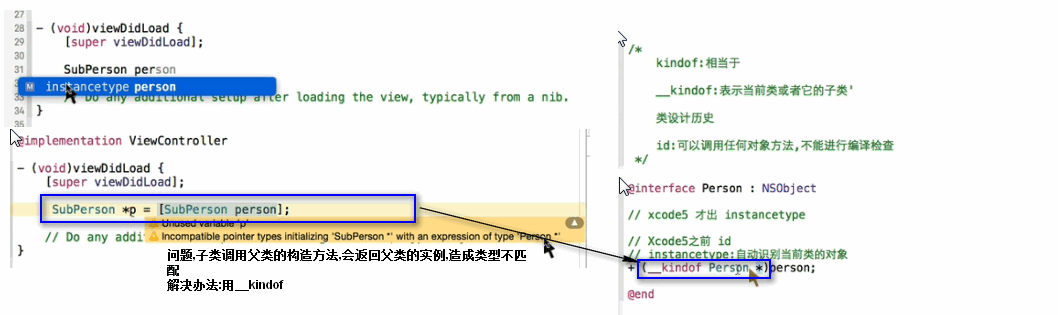 27
28 - (void)viewDidLoad {
29 [super viewDidLoad];
30
31 SubPerson person
M instancetype person
Do any additional setup after loading the view, typically from a nib.
34 }
35
@implementation ViewController
- (void)viewDidLoad {
[super viewDidLoad];
SubPerson *p = [SubPerson person];
Unused variable 'p'
Incompatible pointer types initializing 'SubPerson *' with an expression of type 'Person *'
// Do any addi
}
问题,子类调用父类的构造方法,会返回父类的实例,造成类型不匹
配
解决办法:用__kindof
/*
kindof:相当于
__kindof:表示当前类或者它的子类'
类设计历史
id:可以调用任何对象方法,不能进行编译检查
*/
@interface Person : NSObject
// xcode5 才出 instancetype
// Xcode5之前 id
// instancetype:自动识别当前类的对象
+ (__kindof Person *)person;
@end